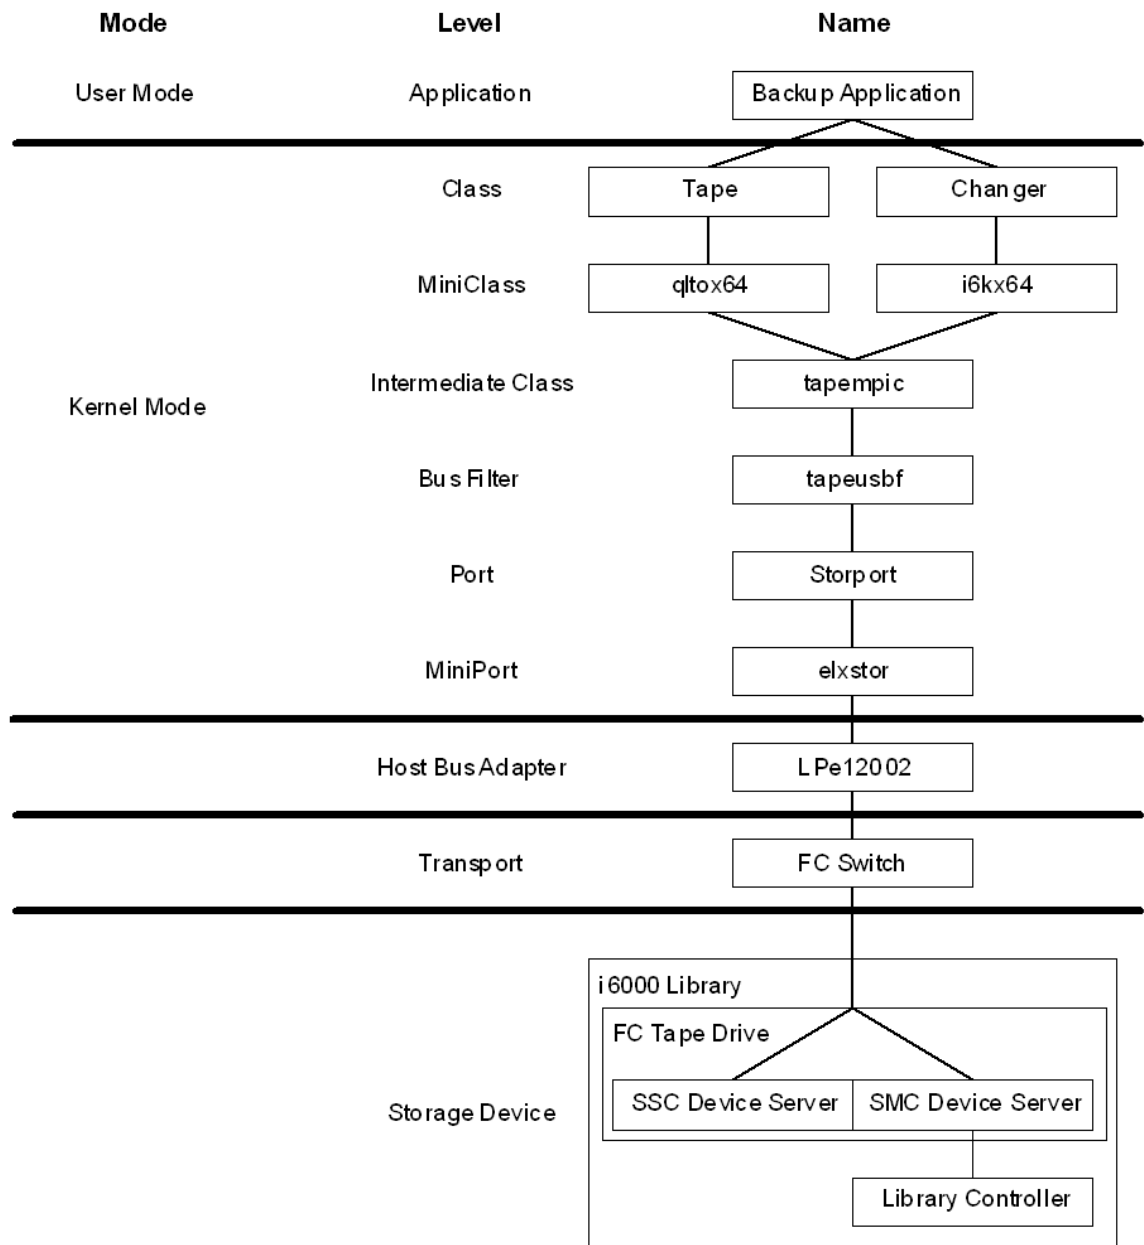 Mode Level Name
User Mode Application Backup Application
Class Tape Changer
MiniClass qltox64 i6kx64
Intermediate Class tapempic
Kernel Mode
Bus Filter tapeusbf
Port Storport
MiniPort elxstor
Host Bus Adapter LPe12002
Transport FC Switch
i6000 Library
FC Tape Drive
SSC Device Server SMC Device Server
Storage Device
Library Controller